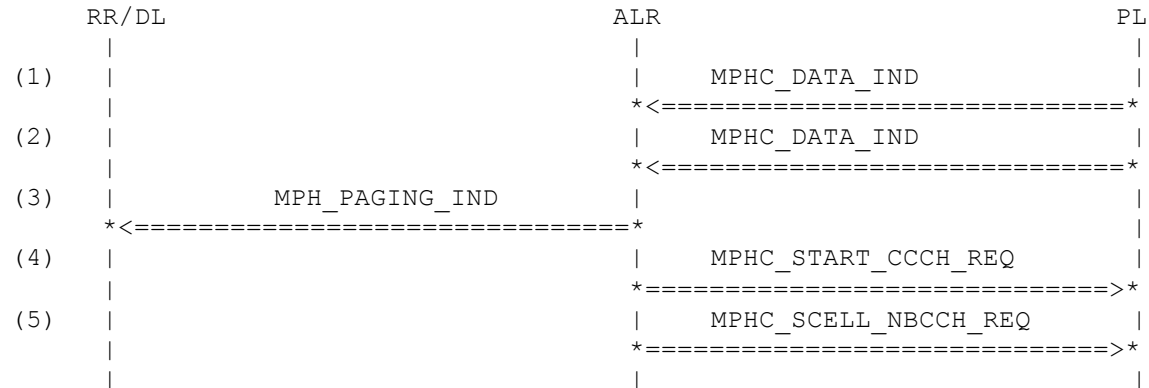 RR/DL ALR PL
| | |
(1) | | MPHC_DATA_IND |
| *<==============================*
(2) | | MPHC_DATA_IND |
| *<==============================*
(3) | MPH_PAGING_IND | |
*<===============================* |
(4) | | MPHC_START_CCCH_REQ |
| *=============================>*
(5) | | MPHC_SCELL_NBCCH_REQ |
| *=============================>*
| | |